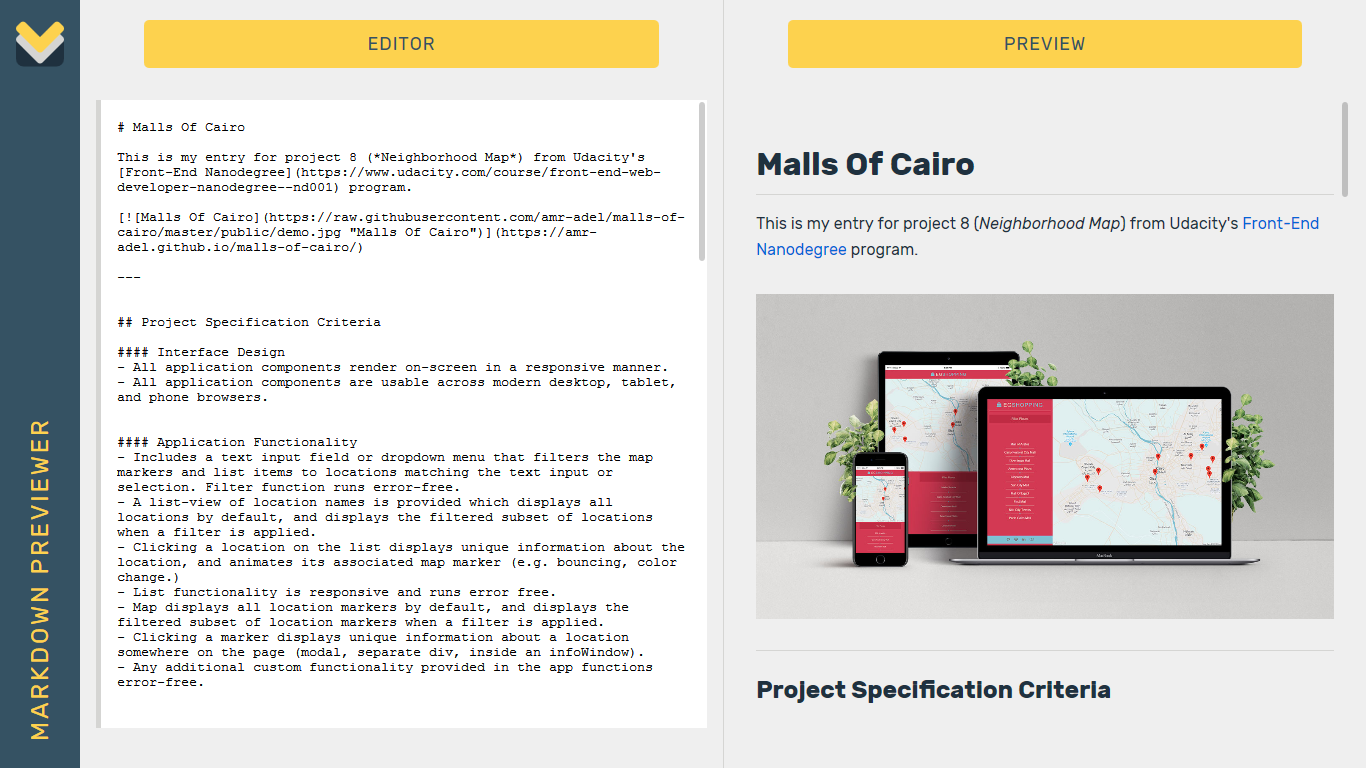 EDITOR
PREVIEW
MARKDOWN PREVIEWER
# Malls Of Cairo
This is my entry for project 8 (*Neighborhood Map*) from Udacity's
[Front-End Nanodegree](https://www.udacity.com/course/front-end-web-
developer-nanodegree--nd001) program.
[![Malls Of Cairo](https://raw.githubusercontent.com/amr-adel/malls-of-
cairo/master/public/demo.jpg "Malls Of Cairo")](https://amr-
adel.github.io/malls-of-cairo/)
---
## Project Specification Criteria
#### Interface Design
- All application components render on-screen in a responsive manner.
- All application components are usable across modern desktop, tablet,
and phone browsers.
#### Application Functionality
- Includes a text input field or dropdown menu that filters the map
markers and list items to locations matching the text input or
selection. Filter function runs error-free.
- A list-view of location names is provided which displays all
locations by default, and displays the filtered subset of locations
when a filter is applied.
- Clicking a location on the list displays unique information about the
location, and animates its associated map marker (e.g. bouncing, color
change.)
- List functionality is responsive and runs error free.
- Map displays all location markers by default, and displays the
filtered subset of location markers when a filter is applied.
- Clicking a marker displays unique information about a location
somewhere on the page (modal, separate div, inside an infoWindow).
- Any additional custom functionality provided in the app functions
error-free.
Malls Of Cairo
This is my entry for project 8 (Neighborhood Map) from Udacity's Front-End
Nanodegree program.
EGSHOPPING
MacBook
Project Specification Criteria